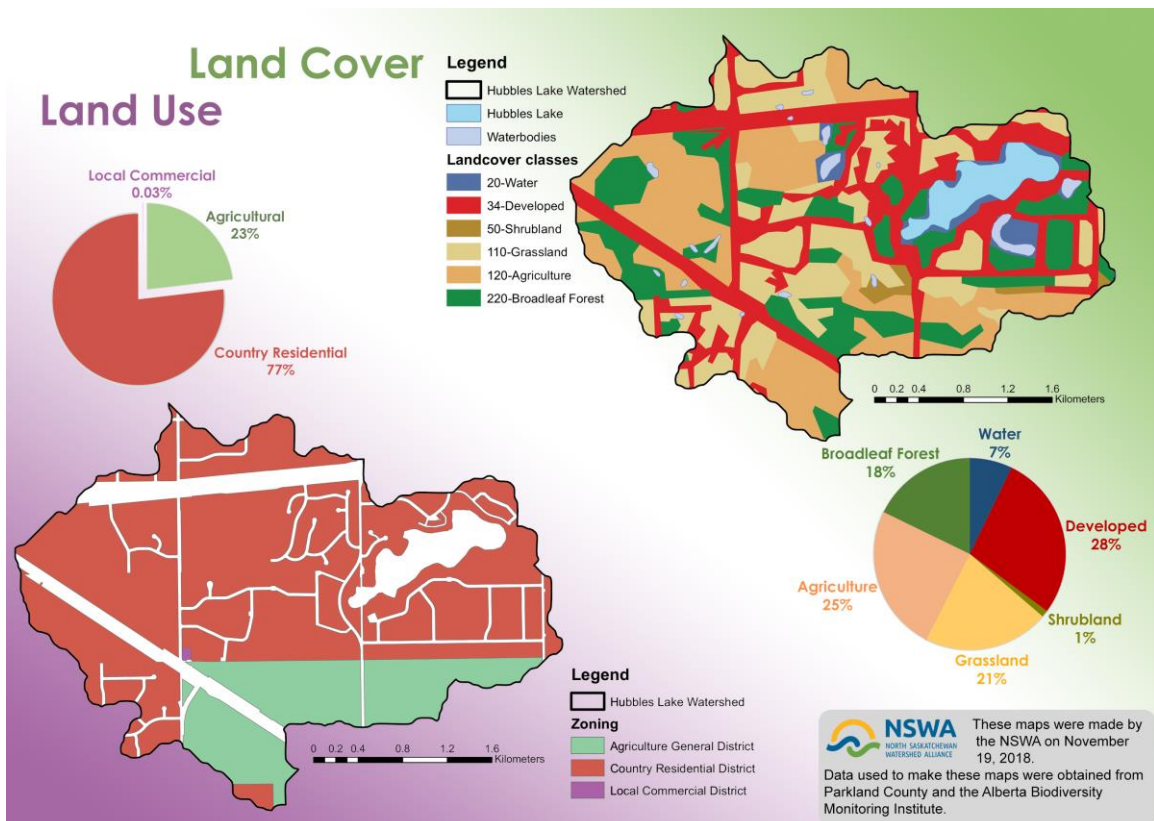 Land Cover
Land Use
Local Commercial
0.03%
Agricultural
23%
Country Residential
77%
Legend
Hubbles Lake Watershed
Hubbles Lake
Waterbodies
Landcover classes
20-Water
34-Developed
50-Shrubland
110-Grassland
120-Agriculture
220-Broadleaf Forest
0 0.2 0.4 0.8 1.2 1.6
Kilometers
Water
7%
Broadleaf Forest
18%
Developed
28%
Agriculture
25%
Shrubland
1%
Grassland
21%
Legend
Hubbles Lake Watershed
Zoning
Agriculture General District
Country Residential District
Local Commercial District
0 0.2 0.4 0.8 1.2 1.6
Kilometers
NSWA
NORTH SASKATCHEWAN
WATERSHED ALLIANCE
These maps were made by
the NSWA on November
19, 2018.
Data used to make these maps were obtained from
Parkland County and the Alberta Biodiversity
Monitoring Institute.